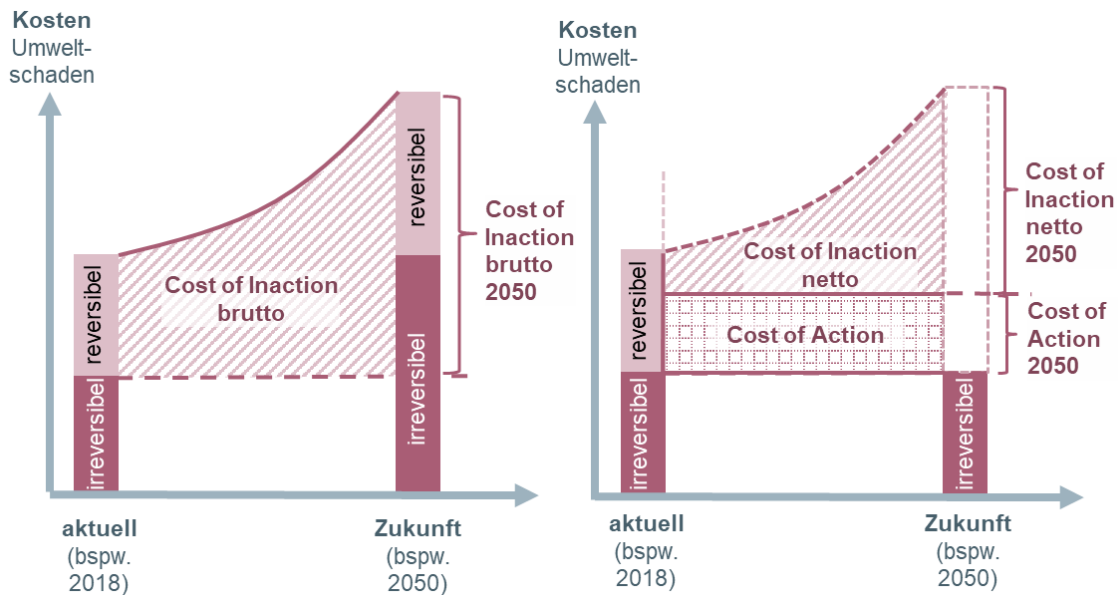 Kosten
Umwelt-
schaden
reversibel
irreversibel
Cost of Inaction
brutto
reversibel
irreversibel
Cost of
Inaction
brutto
2050
aktuell
(bspw.
2018)
Zukunft
(bspw.
2050)
Kosten
Umwelt-
schaden
reversibel
irreversibel
Cost of Inaction
netto
Cost of Action
irreversibel
Cost of
Inaction
netto
2050
Cost of
Action
2050
aktuell
(bspw.
2018)
Zukunft
(bspw.
2050)